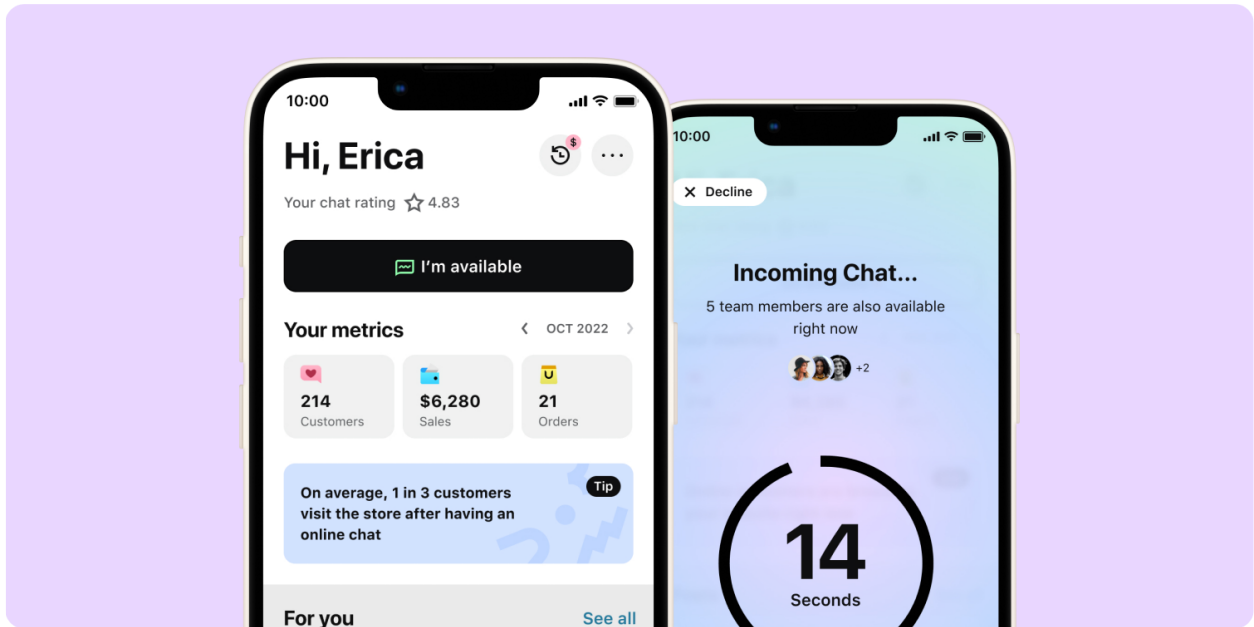 10:00
Hi, Erica
$
Your chat rating 4.83
I'm available
Your metrics
OCT 2022
214
Customers
$6,280
Sales
21
Orders
Tip
On average, 1 in 3 customers
visit the store after having an
online chat
For you
See all
10:00
Decline
Incoming Chat...
5 team members are also available
right now
+2
14
Seconds